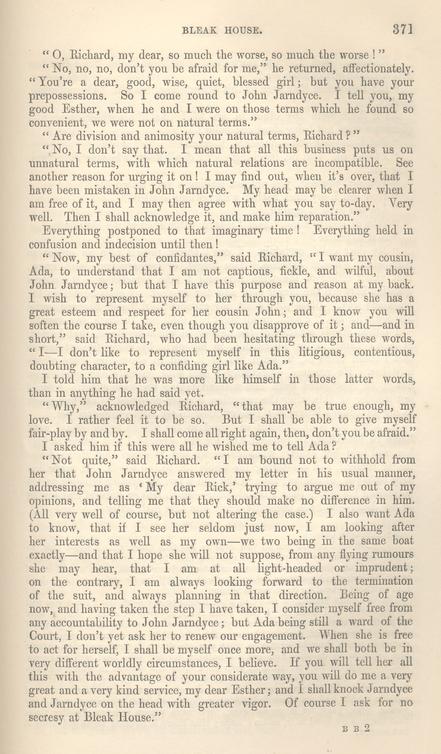 BLEAK HOUSE. 371
“O, Richard, my dear, so much the worse, so much the worse!”
“No, no, no, don’t you be afraid for me,” he returned, affectionately.
“You’re a dear, good, wise, quiet, blessed girl; but you have your
prepossessions. So I come round to John Jarndyce. I tell you, my
good Esther, when he and I were on those terms which he found so
convenient, we were not on natural terms.”
“Are division and animosity your natural terms, Richard?”
“No, I don’t say that. I mean that all this business puts us on
unnatural terms, with which natural relations are incompatible. See
another reason for urging it on! I may find out, when it’s over, that I
have been mistaken in John Jarndyce. My head may be clearer when I
am free of it, and I may then agree with what you say to-day. Very
well. Then I shall acknowledge it, and make him reparation.”
Everything postponed to that imaginary time! Everything held in
confusion and indecision until then!
“Now, my best of confidantes,” said Richard, “I want my cousin,
Ada, to understand that I am not captious, fickle, and wilful, about
John Jarndyce; but that I have this purpose and reason at my back.
I wish to represent myself to her through you, because she has a
great esteem and respect for her cousin John; and I know you will
soften the course I take, even though you disapprove of it; and—and in
short,” said Richard, who had been hesitating through these words,
“I—I don’t like to represent myself in this litigious, contentious,
doubting character, to a confiding girl like Ada.”
I told him that he was more like himself in those latter words,
than in anything he had said yet.
“Why,” acknowledged Richard, “that may be true enough, my
love. I rather feel it to be so. But I shall be able to give myself
fair-play by and by. I shall come all right again, then, don’t you be afraid.”
I asked him if this were all he wished me to tell Ada?
“Not quite,” said Richard. “I am bound not to withhold from
her that John Jarndyce answered my letter in his usual manner,
addressing me as ‘My dear Rick,’ trying to argue me out of my
opinions, and telling me that they should make no difference in him.
(All very well of course, but not altering the case.) I also want Ada
to know, that if I see her seldom just now, I am looking after
her interests as well as my own—we two being in the same boat
exactly—and that I hope she will not suppose, from any flying rumours
she may hear, that I am at all light-headed or imprudent;
on the contrary, I am always looking forward to the termination
of the suit, and always planning in that direction. Being of age
now, and having taken the step I have taken, I consider myself free from
any accountability to John Jarndyce; but Ada being still a ward of the
Court, I don’t yet ask her to renew our engagement. When she is free
to act for herself, I shall be myself once more, and we shall both be in
very different worldly circumstances, I believe. If you will tell her all
this with the advantage of your considerate way, you will do me a very
great and a very kind service, my dear Esther; and I shall knock Jarndyce
and Jarndyce on the head with greater vigor. Of course I ask for no
secresy at Bleak House.”
B B 2